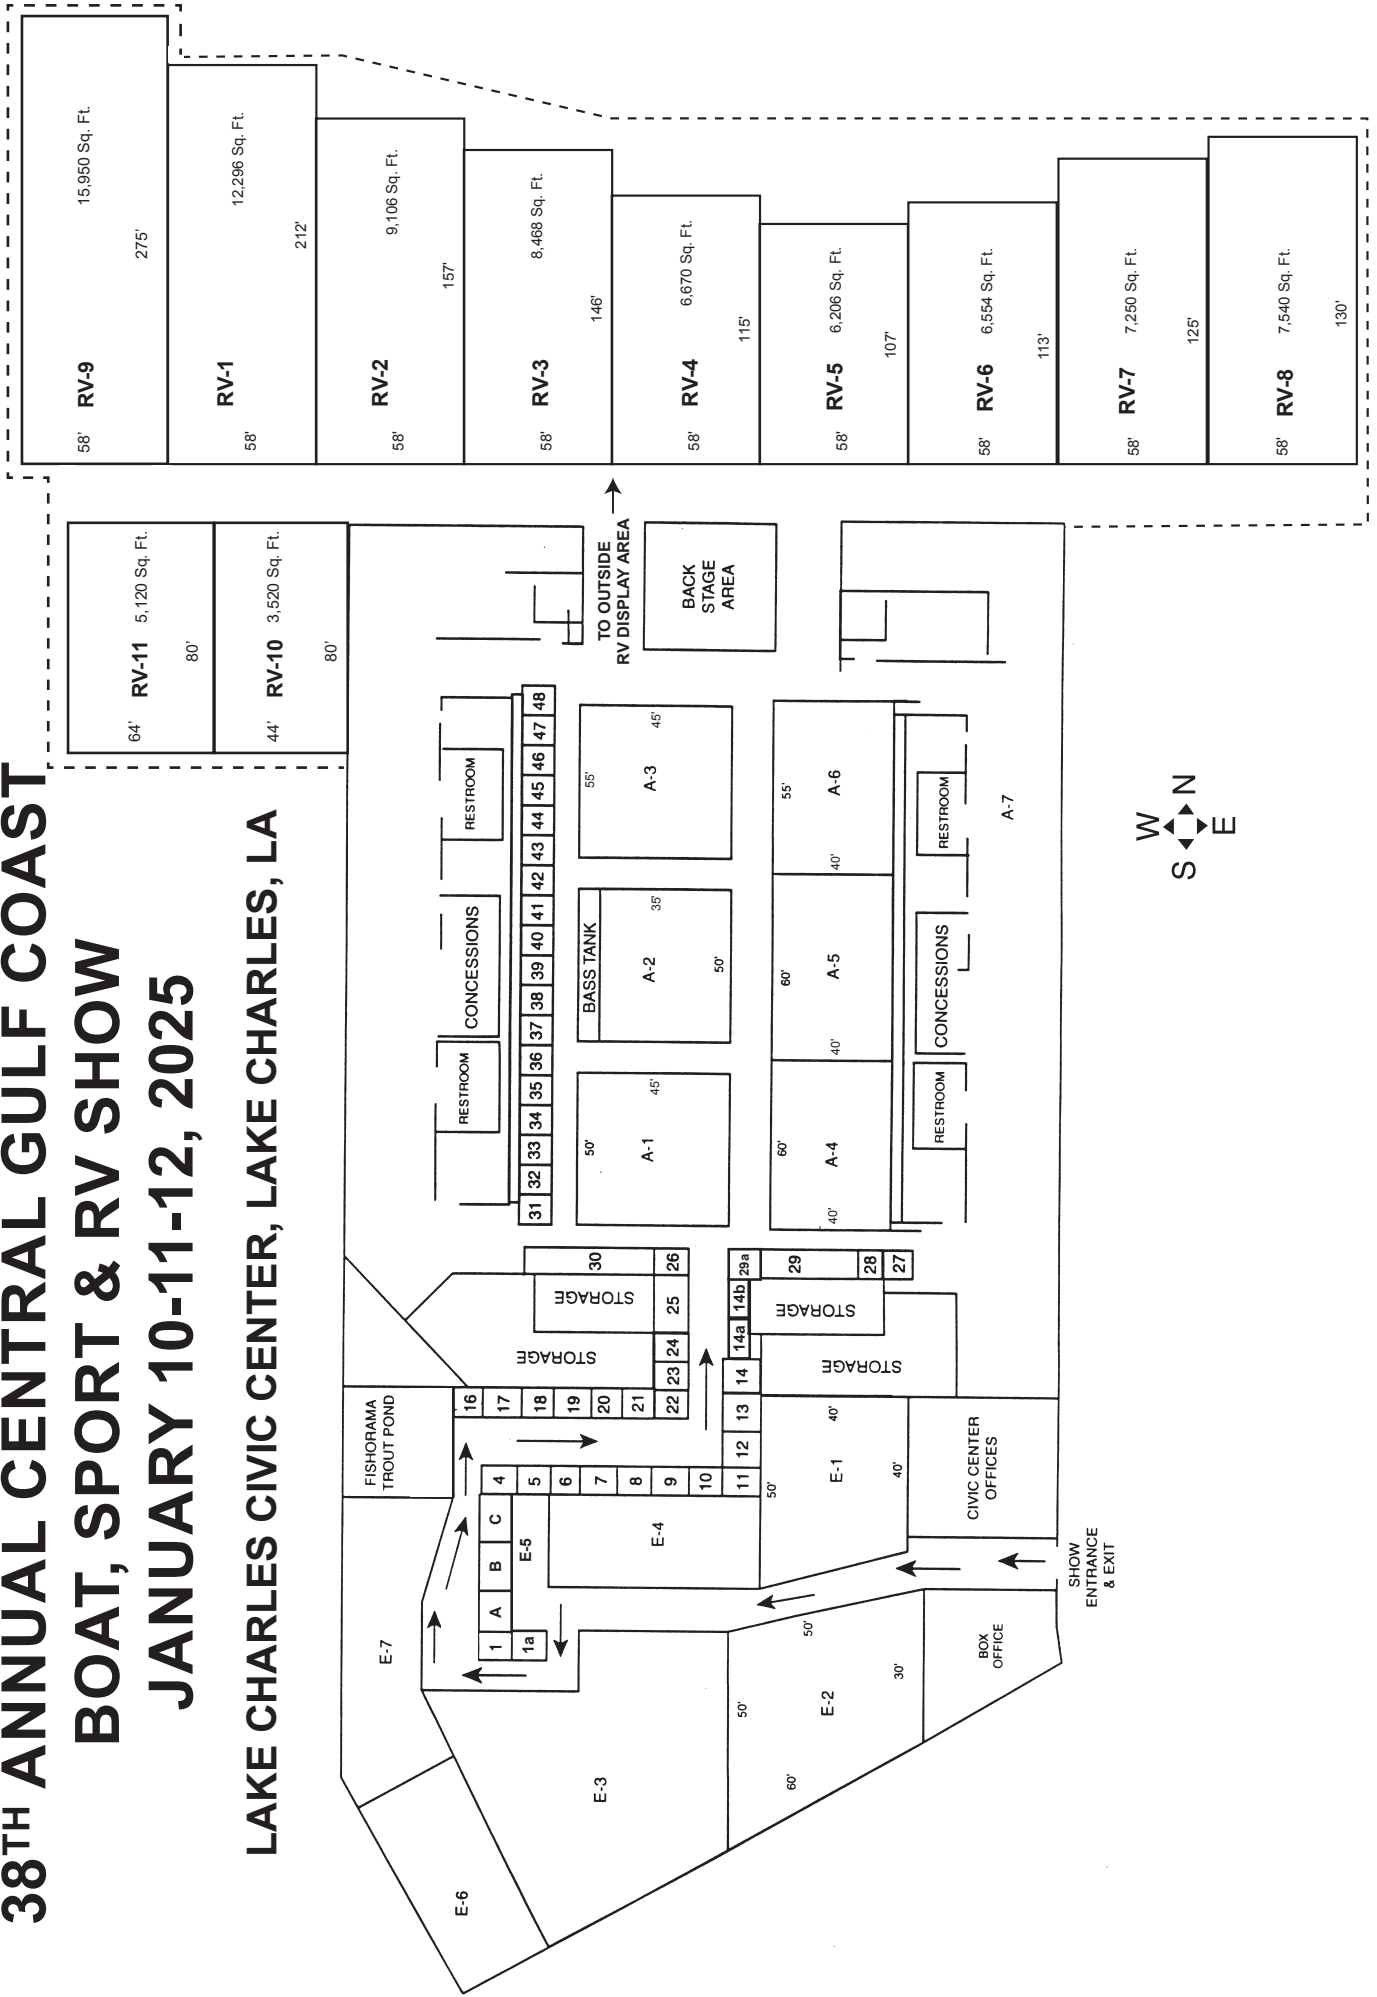 38TH ANNUAL CENTRAL GULF COAST
BOAT, SPORT & RV SHOW
JANUARY 10-11-12, 2025
LAKE CHARLES CIVIC CENTER, LAKE CHARLES, LA
58' RV-9 15,950 Sq. Ft.
275'
58' RV-1 12,296 Sq. Ft.
212'
58' RV-2 9,106 Sq. Ft.
157'
58' RV-3 8,468 Sq. Ft.
146'
58' RV-4 6,670 Sq. Ft.
115'
58' RV-5 6,206 Sq. Ft.
107'
58' RV-6 6,554 Sq. Ft.
113'
58' RV-7 7,250 Sq. Ft.
125'
58' RV-8 7,540 Sq. Ft.
130'
64' RV-11 5,120 Sq. Ft.
80'
44' RV-10 3,520 Sq. Ft.
80'
TO OUTSIDE
RV DISPLAY AREA
BACK
STAGE
AREA
RESTROOM
CONCESSIONS
RESTROOM
31 32 33 34 35 36 37 38 39 40 41 42 43 44 45 46 47 48
50'
A-1
45'
BASS TANK
A-2
35'
50'
55'
A-3
45'
60'
A-4
40'
60'
A-5
40'
55'
A-6
40'
RESTROOM
CONCESSIONS
RESTROOM
A-7
W
S N
E
30
26
STORAGE
25
STORAGE
24
23
29a
29
28
27
14b
14a
STORAGE
STORAGE
14
13
12
FISHORAMA
TROUT POND
16
17
18
19
20
21
22
4
5
6
7
8
9
10
11
1
A
B
C
1a
E-5
E-4
50'
E-1
40'
40'
CIVIC CENTER
OFFICES
SHOW
ENTRANCE
& EXIT
BOX
OFFICE
50'
50'
E-2
30'
60'
E-3
E-6
E-7